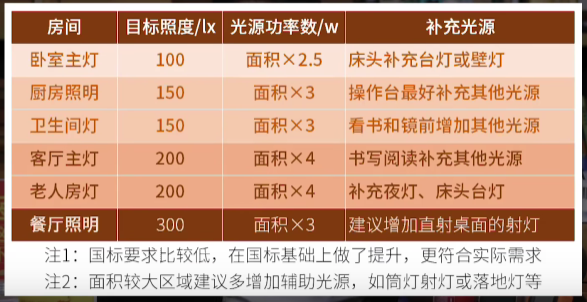 房间 目标照度/lx 光源功率数/w 补充光源
卧室主灯 100 面积×2.5 床头补充台灯或壁灯
厨房照明 150 面积×3 操作台最好补充其他光源
卫生间灯 150 面积×3 看书和镜前增加其他光源
客厅主灯 200 面积×4 书写阅读补充其他光源
老人房灯 200 面积×4 补充夜灯、床头台灯
餐厅照明 300 面积×3 建议增加直射桌面的射灯
注1：国标要求比较低，在国标基础上做了提升，更符合实际需求
注2：面积较大区域建议多增加辅助光源，如筒灯射灯或落地灯等